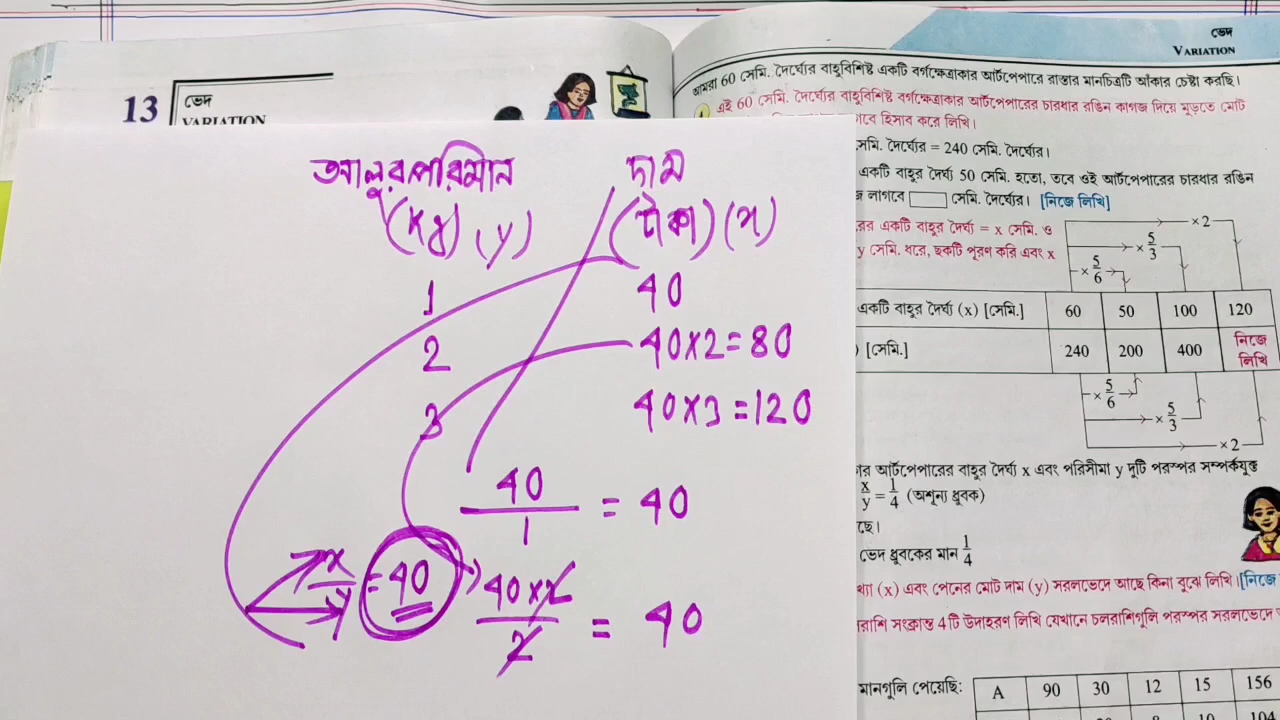 ভেদ
VARIATION
13
ভেদ
VARIATION
আমরা 60 সেমি. দৈর্ঘ্যের বাহুবিশিষ্ট একটি বর্গক্ষেত্রাকার আর্টপেপারে রাস্তার মানচিত্রটি আঁকার চেষ্টা করছি।
এই 60 সেমি. দৈর্ঘ্যের বাহুবিশিষ্ট বর্গক্ষেত্রাকার আর্টপেপারের চারধার রঙিন কাগজ দিয়ে মুড়তে মোট
হিসাব করে লিখি।
সেমি. দৈর্ঘ্যের = 240 সেমি. দৈর্ঘ্যের।
একটি বাহুর দৈর্ঘ্য 50 সেমি. হতো, তবে ওই আর্টপেপারের চারধার রঙিন
লাগবে সেমি. দৈর্ঘ্যের। [নিজে লিখি]
একটি বাহুর দৈর্ঘ্য = x সেমি. ও
y সেমি. ধরে, ছকটি পূরণ করি এবং x
×2
×5/3
×5/6
একটি বাহুর দৈর্ঘ্য (x) [সেমি.] 60 50 100 120
[সেমি.] 240 200 400 নিজে লিখি
×5/6
×5/3
×2
আর্টপেপারের বাহুর দৈর্ঘ্য x এবং পরিসীমা y দুটি পরস্পর সম্পর্কযুক্ত
x/y = 1/4 (অশূন্য ধ্রুবক)
ছে।
ভেদ ধ্রুবকের মান 1/4
(x) এবং পেনের মোট দাম (y) সরলভেদে আছে কিনা বুঝে লিখি। [নিজে
রাশি সংক্রান্ত 4টি উদাহরণ লিখি যেখানে চলরাশিগুলি পরস্পর সরলভেদে
মানগুলি পেয়েছি: A 90 30 12 15 156
10 104
আলুর পরিমান দাম
(Kg) (y) (টাকা) (x)
1 40
2 40×2=80
3 40×3=120
40/1 = 40
x/y = 40 40×2/2 = 40